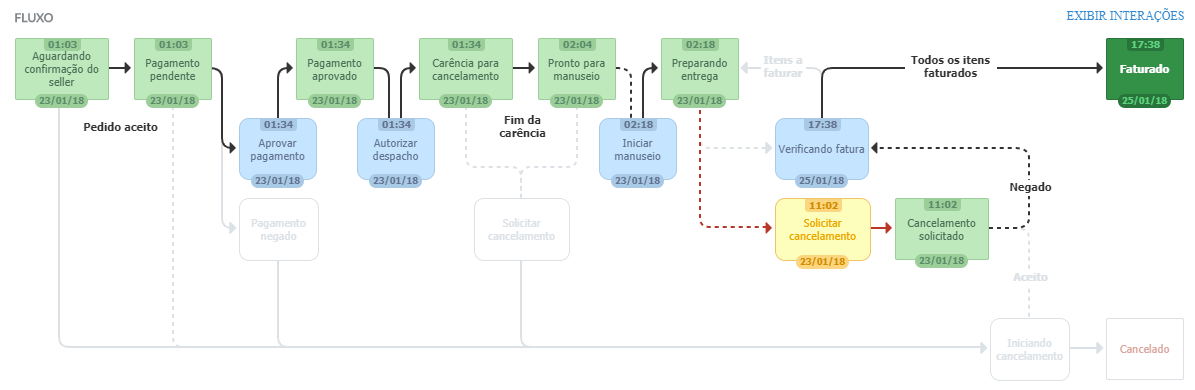 FLUXO
EXIBIR INTERAÇÕES
01:03
Aguardando
confirmação do
seller
23/01/18
01:03
Pagamento
pendente
23/01/18
Pedido aceito
01:34
Aprovar
pagamento
23/01/18
Pagamento
negado
01:34
Pagamento
aprovado
23/01/18
01:34
Autorizar
despacho
23/01/18
01:34
Carência para
cancelamento
23/01/18
Fim da
carência
Solicitar
cancelamento
02:04
Pronto para
manuseio
23/01/18
02:18
Iniciar
manuseio
23/01/18
02:18
Preparando
entrega
23/01/18
Itens a
faturar
17:38
Verificando fatura
25/01/18
11:02
Solicitar
cancelamento
23/01/18
11:02
Cancelamento
solicitado
23/01/18
Negado
Aceito
Todos os itens
faturados
17:38
Faturado
25/01/18
Iniciando
cancelamento
Cancelado